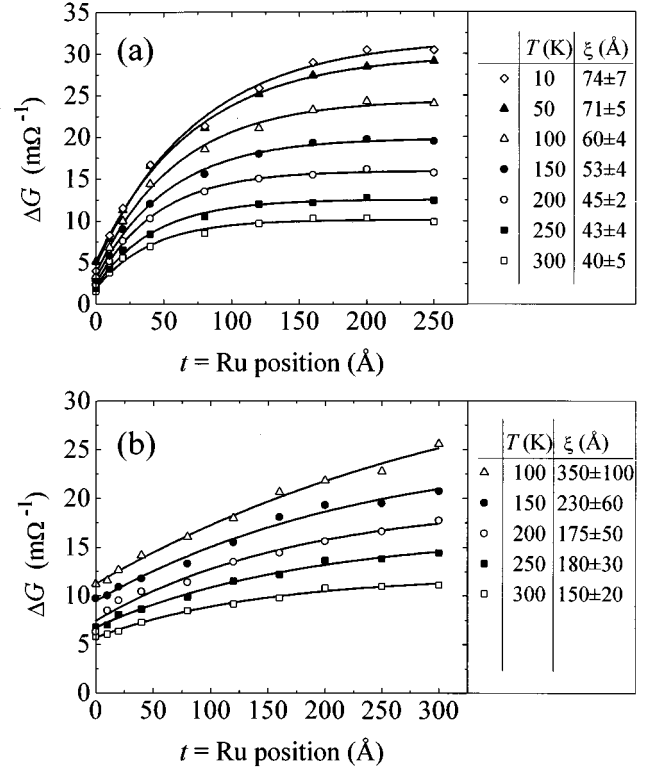 (a)
35
30
25
20
15
10
5
0
ΔG (mΩ⁻¹)
0 50 100 150 200 250
t = Ru position (Å)
T (K) ξ (Å)
10 74±7
50 71±5
100 60±4
150 53±4
200 45±2
250 43±4
300 40±5
(b)
30
25
20
15
10
5
0
ΔG (mΩ⁻¹)
0 50 100 150 200 250 300
t = Ru position (Å)
T (K) ξ (Å)
100 350±100
150 230±60
200 175±50
250 180±30
300 150±20